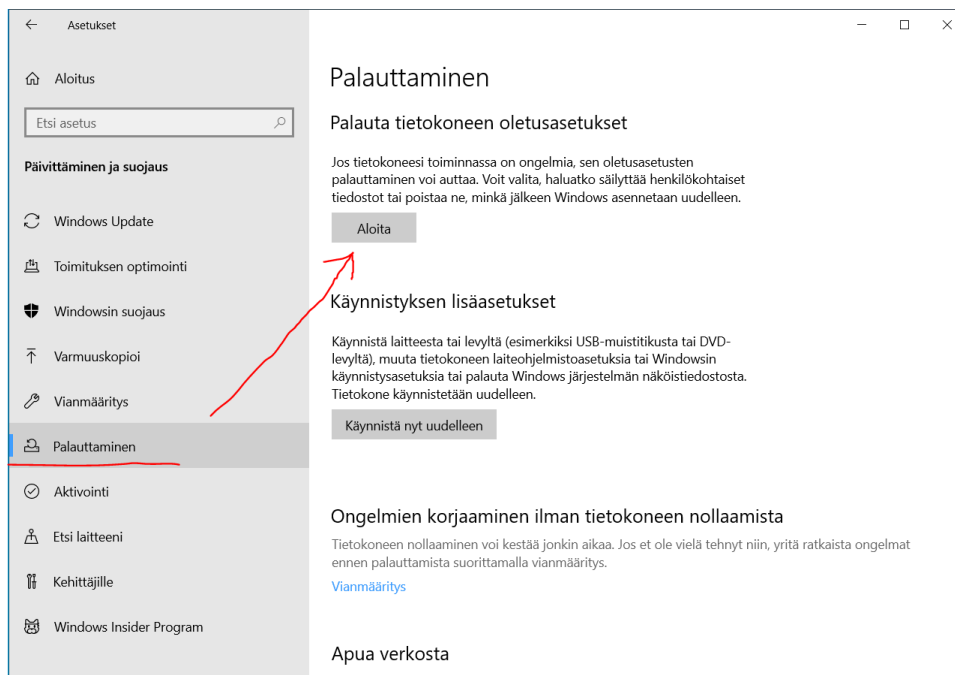 Asetukset
Aloitus
Etsi asetus
Päivittäminen ja suojaus
Windows Update
Toimituksen optimointi
Windowsin suojaus
Varmuuskopioi
Vianmääritys
Palauttaminen
Aktivointi
Etsi laitteeni
Kehittäjille
Windows Insider Program
Palauttaminen
Palauta tietokoneen oletusasetukset
Jos tietokoneesi toiminnassa on ongelmia, sen oletusasetusten
palauttaminen voi auttaa. Voit valita, haluatko säilyttää henkilökohtaiset
tiedostot tai poistaa ne, minkä jälkeen Windows asennetaan uudelleen.
Aloita
Käynnistyksen lisäasetukset
Käynnistä laitteesta tai levyltä (esimerkiksi USB-muistitikusta tai DVD-
levyltä), muuta tietokoneen laiteohjelmistoasetuksia tai Windowsin
käynnistysasetuksia tai palauta Windows järjestelmän näköistiedostosta.
Tietokone käynnistetään uudelleen.
Käynnistä nyt uudelleen
Ongelmien korjaaminen ilman tietokoneen nollaamista
Tietokoneen nollaaminen voi kestää jonkin aikaa. Jos et ole vielä tehnyt niin, yritä ratkaista ongelmat
ennen palauttamista suorittamalla vianmääritys.
Vianmääritys
Apua verkosta